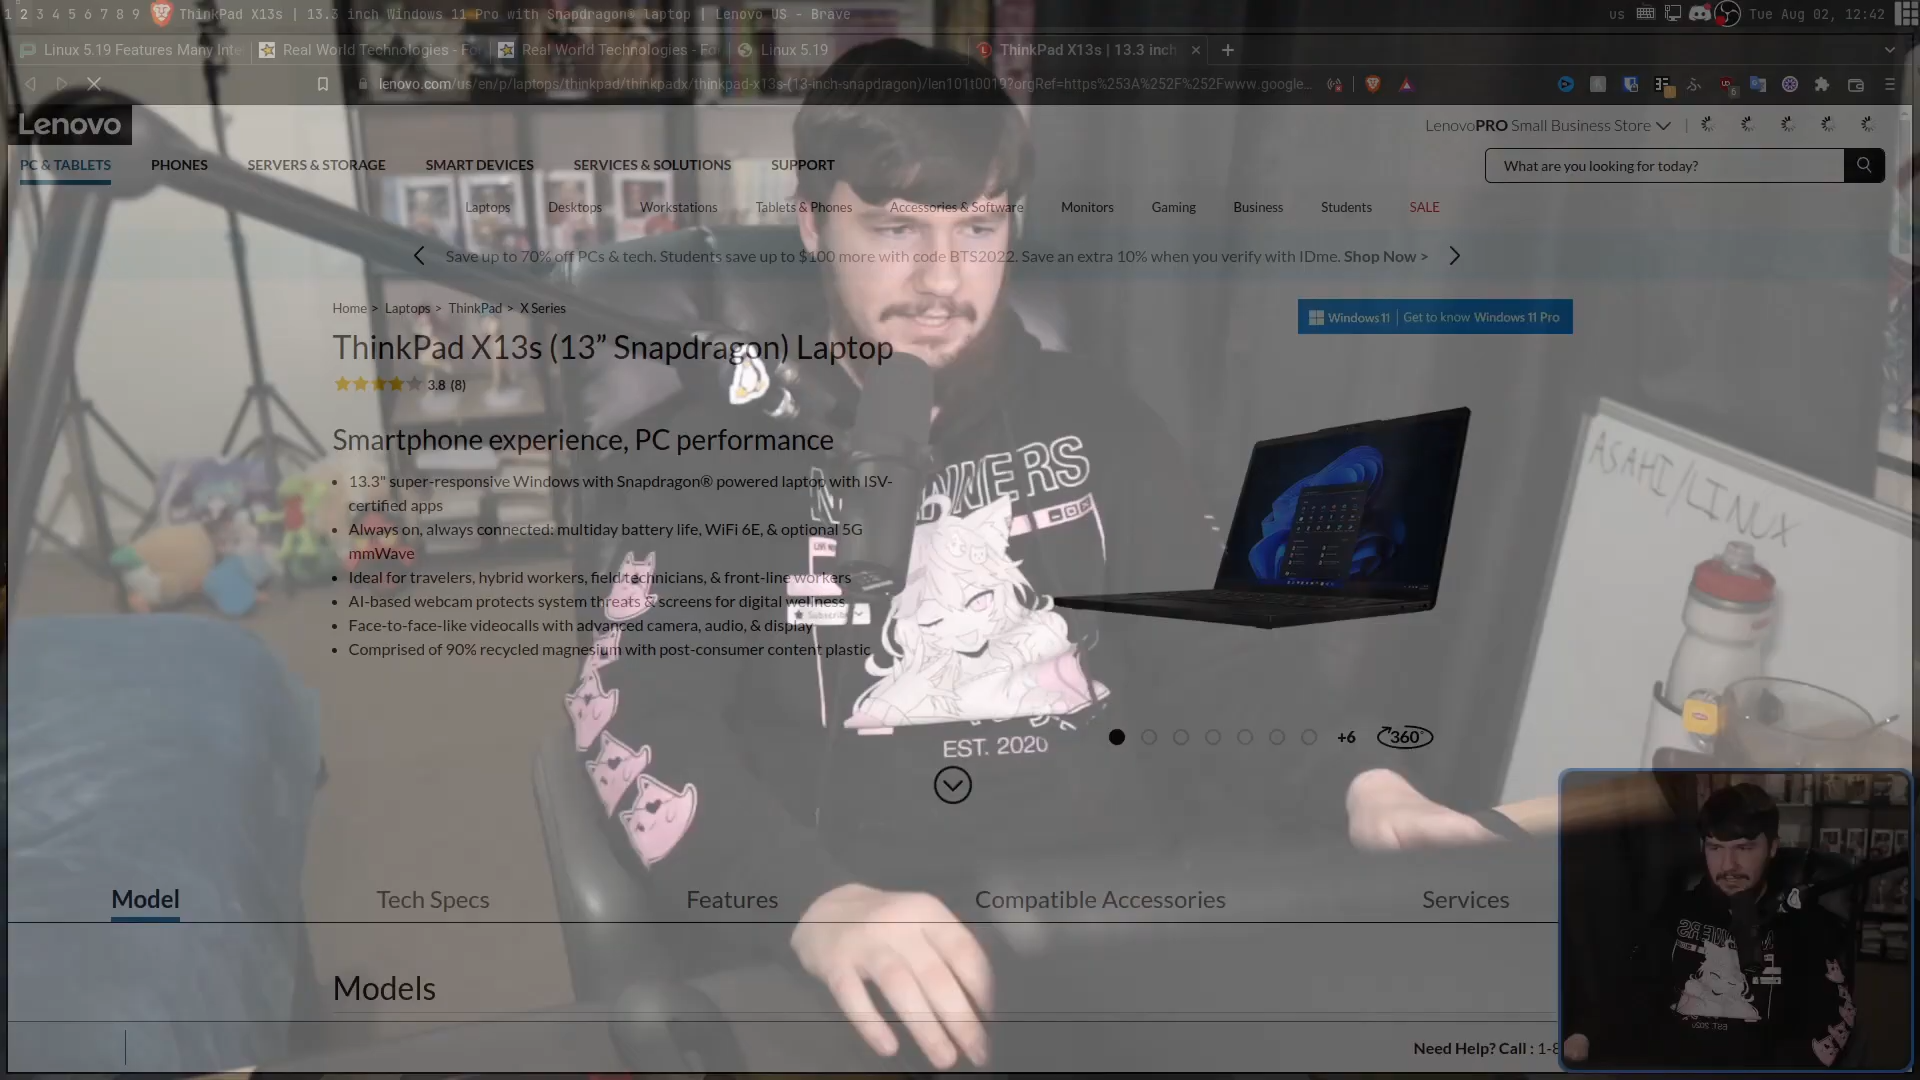 1 2 3 4 5 6 7 8 9 ThinkPad X13s | 13.3 inch Windows 11 Pro with Snapdragon® laptop | Lenovo US - Brave
us Tue Aug 02, 12:42
Linux 5.19 Features Many Inte
Real World Technologies - Fo
Real World Technologies - Fo
Linux 5.19
ThinkPad X13s | 13.3 inch
lenovo.com/us/en/p/laptops/thinkpad/thinkpadx/thinkpad-x13s-(13-inch-snapdragon)/len101t0019?orgRef=https%253A%252F%252Fwww.google...
Lenovo
LenovoPRO Small Business Store
PC & TABLETS PHONES SERVERS & STORAGE SMART DEVICES SERVICES & SOLUTIONS SUPPORT
What are you looking for today?
Laptops Desktops Workstations Tablets & Phones Accessories & Software Monitors Gaming Business Students SALE
Save up to 70% off PCs & tech. Students save up to $100 more with code BTS2022. Save an extra 10% when you verify with IDme. Shop Now >
Home > Laptops > ThinkPad > X Series
Windows 11 | Get to know Windows 11 Pro
ThinkPad X13s (13” Snapdragon) Laptop
3.8 (8)
Smartphone experience, PC performance
• 13.3" super-responsive Windows with Snapdragon® powered laptop with ISV-
certified apps
• Always on, always connected: multiday battery life, WiFi 6E, & optional 5G
mmWave
• Ideal for travelers, hybrid workers, field technicians, & front-line workers
• AI-based webcam protects system threats & screens for digital wellness
• Face-to-face-like videocalls with advanced camera, audio, & display
• Comprised of 90% recycled magnesium with post-consumer content plastic
ASAHI/LINUX
Subscribe
EST. 2020
+6 360°
Model Tech Specs Features Compatible Accessories Services
Models
Need Help? Call : 1-8